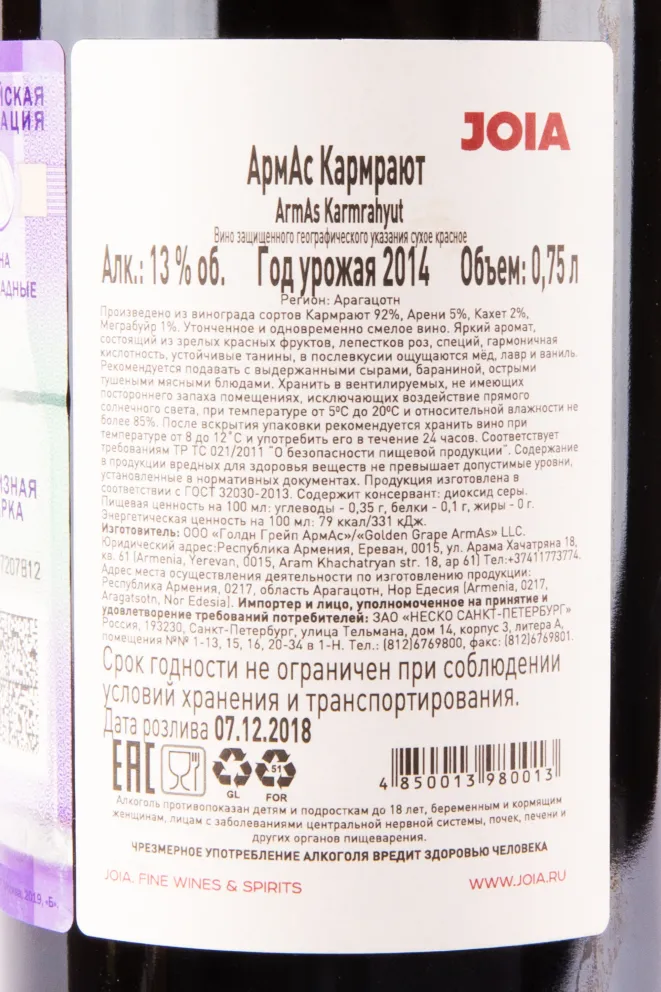 ЙСКАЯ
АЦИЯ
НА
АДНЫЕ
ИЗНАЯ
РКА
7207812
2019, «Б».
JOIA
АрмАс Кармрают
ArmAs Karmrahyut
Вино защищенного географического указания сухое красное
Алк.: 13 % об. Год урожая 2014 Объем: 0,75 л
Регион: Арагацотн
Произведено из винограда сортов Кармрают 92%, Арени 5%, Кахет 2%,
Меграбуйр 1%. Утонченное и одновременно смелое вино. Яркий аромат,
состоящий из зрелых красных фруктов, лепестков роз, специй, гармоничная
кислотность, устойчивые танины, в послевкусии ощущаются мёд, лавр и ваниль.
Рекомендуется подавать с выдержанными сырами, бараниной, острыми
тушеными мясными блюдами. Хранить в вентилируемых, не имеющих
постороннего запаха помещениях, исключающих воздействие прямого
солнечного света, при температуре от 5ºC до 20ºC и относительной влажности не
более 85%. После вскрытия упаковки рекомендуется хранить вино при
температуре от 8 до 12˚С и употребить его в течение 24 часов. Соответствует
требованиям ТР ТС 021/2011 "О безопасности пищевой продукции". Содержание
в продукции вредных для здоровья веществ не превышает допустимые уровни,
установленные в нормативных документах. Продукция изготовлена в
соответствии с ГОСТ 32030-2013. Содержит консервант: диоксид серы.
Пищевая ценность на 100 мл: углеводы - 0,35 г, белки - 0,1 г, жиры - 0 г.
Энергетическая ценность на 100 мл: 79 ккал/331 кДж.
Изготовитель: ООО «Голдн Грейп АрмАс»/«Golden Grape ArmAs» LLC.
Юридический адрес:Республика Армения, Ереван, 0015, ул. Арама Хачатряна 18,
кв. 61 (Armenia, Yerevan, 0015, Aram Khachatryan str. 18, ap 61) Тел:+37411773774.
Адрес места осуществления деятельности по изготовлению продукции:
Республика Армения, 0217, область Арагацотн, Нор Едесия (Armenia, 0217,
Aragatsotn, Nor Edesia). Импортер и лицо, уполномоченное на принятие и
удовлетворение требований потребителей: ЗАО "НЕСКО САНКТ-ПЕТЕРБУРГ"
Россия, 193230, Санкт-Петербург, улица Тельмана, дом 14, корпус 3, литера А,
помещения №№ 1-13, 15, 16, 20-34 в 1-Н. Тел.: (812)6769800, факс: (812)6769801.
Срок годности не ограничен при соблюдении
условий хранения и транспортирования.
Дата розлива 07.12.2018
EAC
GL
51
FOR
4 850013 980013
Алкоголь противопоказан детям и подросткам до 18 лет, беременным и кормящим
женщинам, лицам с заболеваниями центральной нервной системы, почек, печени и
других органов пищеварения.
ЧРЕЗМЕРНОЕ УПОТРЕБЛЕНИЕ АЛКОГОЛЯ ВРЕДИТ ЗДОРОВЬЮ ЧЕЛОВЕКА
JOIA. FINE WINES & SPIRITS
WWW.JOIA.RU